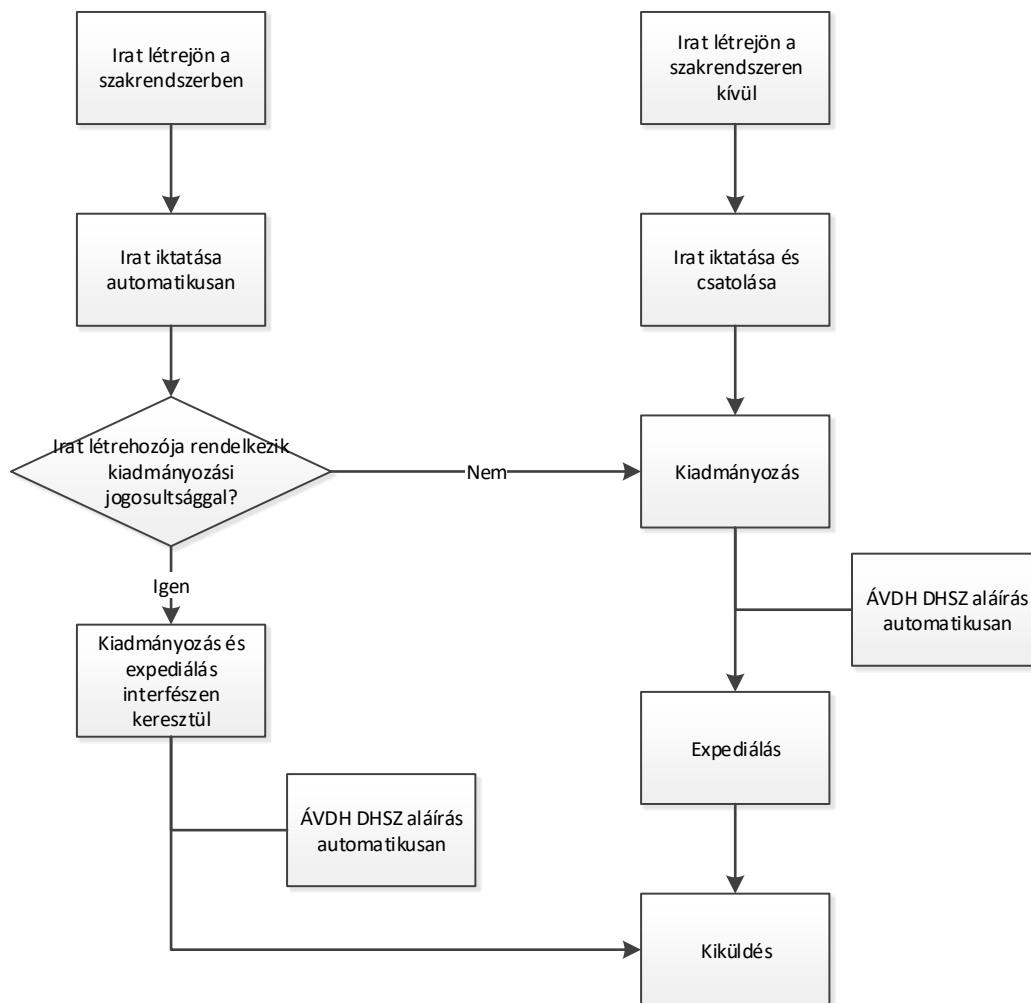 Irat létrejön a
szakrendszerben
Irat létrejön a
szakrendszeren
kívül
Irat iktatása
automatikusan
Irat iktatása és
csatolása
Irat létrehozója rendelkezik
kiadmányozási
jogosultsággal?
Nem
Kiadmányozás
Igen
ÁVDH DHSZ aláírás
automatikusan
Kiadmányozás és
expediálás
interfészen
keresztül
Expediálás
ÁVDH DHSZ aláírás
automatikusan
Kiküldés